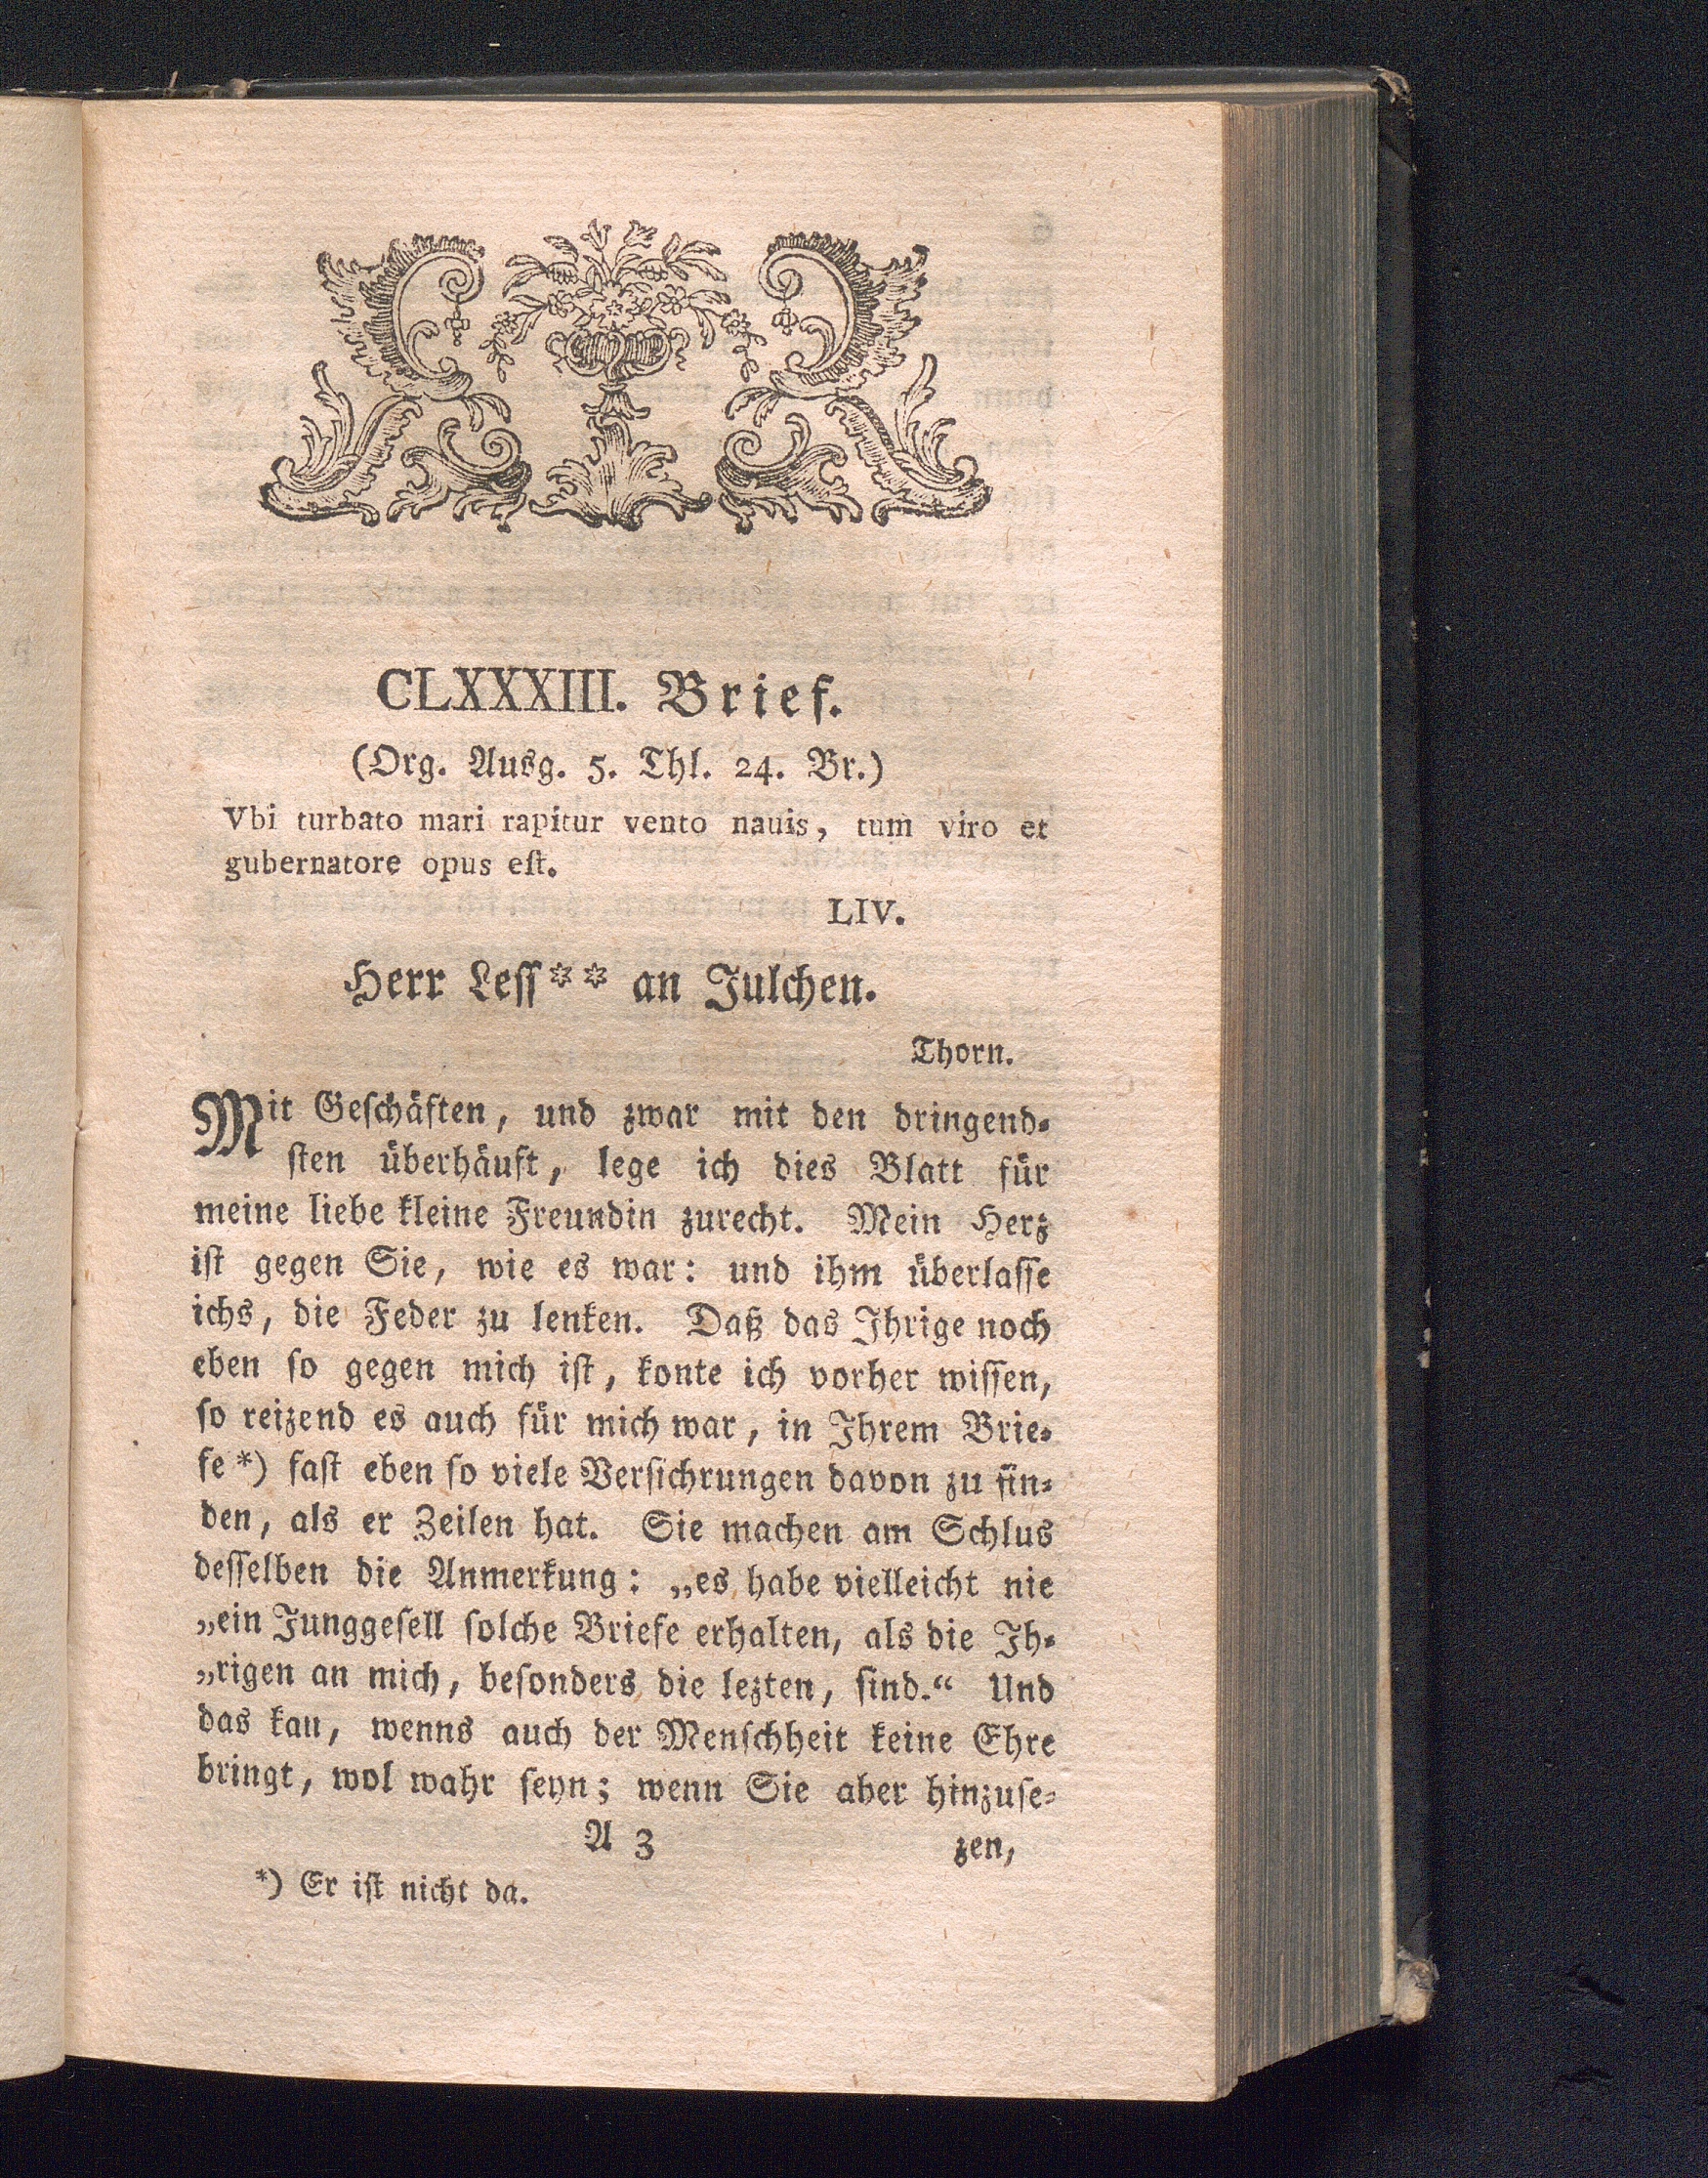 CLXXXIII. Brief.
(Org. Ausg. 5. Thl. 24. Br.)
Vbi turbato mari rapitur vento nauis, tum viro et
gubernatore opus eſt.
LIV.
Herr Leſſ** an Julchen.
Thorn.
Mit Geſchäften, und zwar mit den dringend-
ſten überhäuft, lege ich dies Blatt für
meine liebe kleine Freundin zurecht. Mein Herz
iſt gegen Sie, wie es war: und ihm überlaſſe
ichs, die Feder zu lenken. Daß das Ihrige noch
eben ſo gegen mich iſt, konte ich vorher wiſſen,
ſo reizend es auch für mich war, in Ihrem Brie-
fe *) faſt eben ſo viele Verſichrungen davon zu fin-
den, als er Zeilen hat. Sie machen am Schlus
deſſelben die Anmerkung: „es habe vielleicht nie
„ein Junggeſell ſolche Briefe erhalten, als die Ih-
„rigen an mich, beſonders die lezten, ſind.“ Und
das kan, wenns auch der Menſchheit keine Ehre
bringt, wol wahr ſeyn; wenn Sie aber hinzuſe-
A 3 zen,
*) Er iſt nicht da.